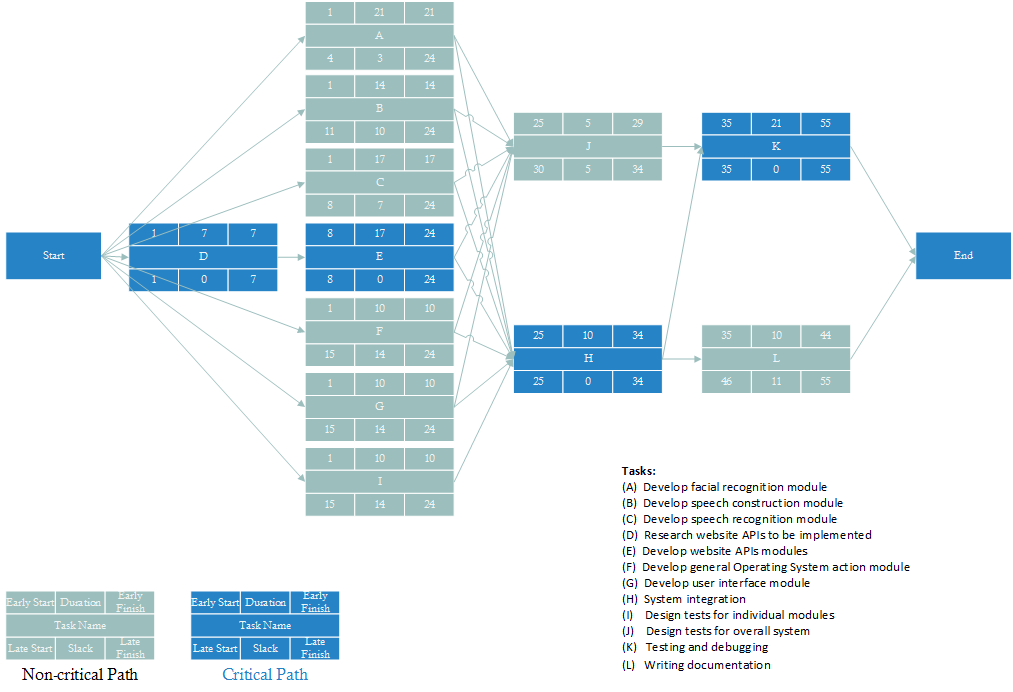 1 21 21
A
4 3 24
1 14 14
B
11 10 24
1 17 17
C
8 7 24
Start
1 7 7
D
1 0 7
8 17 24
E
8 0 24
1 10 10
F
15 14 24
1 10 10
G
15 14 24
1 10 10
I
15 14 24
25 5 29
J
30 5 34
25 10 34
H
25 0 34
35 21 55
K
35 0 55
35 10 44
L
46 11 55
End
Tasks:
(A) Develop facial recognition module
(B) Develop speech construction module
(C) Develop speech recognition module
(D) Research website APIs to be implemented
(E) Develop website APIs modules
(F) Develop general Operating System action module
(G) Develop user interface module
(H) System integration
(I) Design tests for individual modules
(J) Design tests for overall system
(K) Testing and debugging
(L) Writing documentation
Early Start Duration Early
Finish
Task Name
Late Start Slack Late
Finish
Non-critical Path
Early Start Duration Early
Finish
Task Name
Late Start Slack Late
Finish
Critical Path